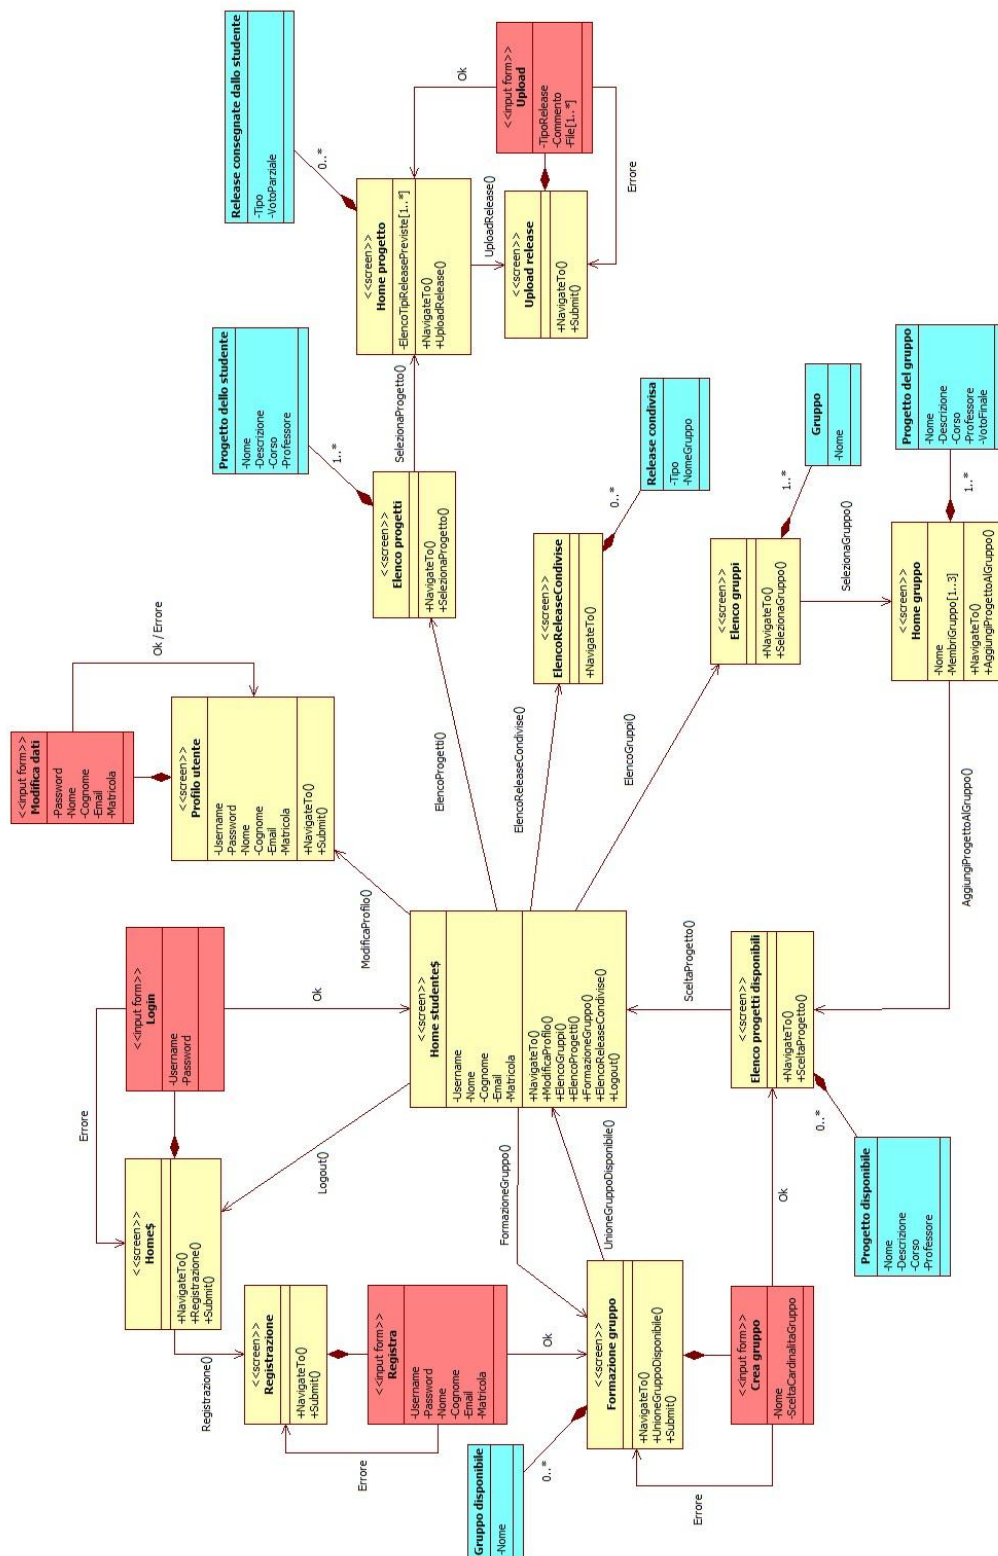 <<input form>>
Modifica dati
-Password
-Nome
-Cognome
-Email
-Matricola
Ok / Errore
<<screen>>
Profilo utente
-Username
-Password
-Nome
-Cognome
-Email
-Matricola
+NavigateTo()
+Submit()
ModificaProfilo()
Errore
<<input form>>
Login
-Username
-Password
Ok
<<screen>>
Home$
+NavigateTo()
+Registrazione()
+Submit()
Registrazione()
Logout()
<<screen>>
Registrazione
+NavigateTo()
+Submit()
<<input form>>
Registra
-Username
-Password
-Nome
-Cognome
-Email
-Matricola
Errore
Ok
Gruppo disponibile
-Nome
0..*
<<screen>>
Formazione gruppo
+NavigateTo()
+UnioneGruppoDisponibile()
+Submit()
FormazioneGruppo()
UnioneGruppoDisponibile()
Errore
<<input form>>
Crea gruppo
-Nome
-SceltaCardinalitaGruppo
Ok
<<screen>>
Home studente$
-Username
-Nome
-Cognome
-Email
-Matricola
+NavigateTo()
+ModificaProfilo()
+ElencoGruppi()
+ElencoProgetti()
+FormazioneGruppo()
+ElencoReleaseCondivise()
+Logout()
SceltaProgetto()
<<screen>>
Elenco progetti disponibili
+NavigateTo()
+SceltaProgetto()
0..*
Progetto disponibile
-Nome
-Descrizione
-Corso
-Professore
ElencoProgetti()
ElencoReleaseCondivise()
ElencoGruppi()
AggiungiProgettoAlGruppo()
Progetto dello studente
-Nome
-Descrizione
-Corso
-Professore
1..*
<<screen>>
Elenco progetti
+NavigateTo()
+SelezionaProgetto()
SelezionaProgetto()
Release consegnate dallo studente
-Tipo
-VotoParziale
0..*
<<screen>>
Home progetto
-ElencoTipiReleasePreviste[1..*]
+NavigateTo()
+UploadRelease()
UploadRelease()
Ok
<<input form>>
Upload
-TipoRelease
-Commento
-File[1..*]
<<screen>>
Upload release
+NavigateTo()
+Submit()
Errore
<<screen>>
ElencoReleaseCondivise
+NavigateTo()
0..*
Release condivisa
-Tipo
-NomeGruppo
<<screen>>
Elenco gruppi
+NavigateTo()
+SelezionaGruppo()
1..*
Gruppo
-Nome
SelezionaGruppo()
<<screen>>
Home gruppo
-Nome
-MembriGruppo[1..3]
+NavigateTo()
+AggiungiProgettoAlGruppo()
1..*
Progetto del gruppo
-Nome
-Descrizione
-Corso
-Professore
-VotoFinale